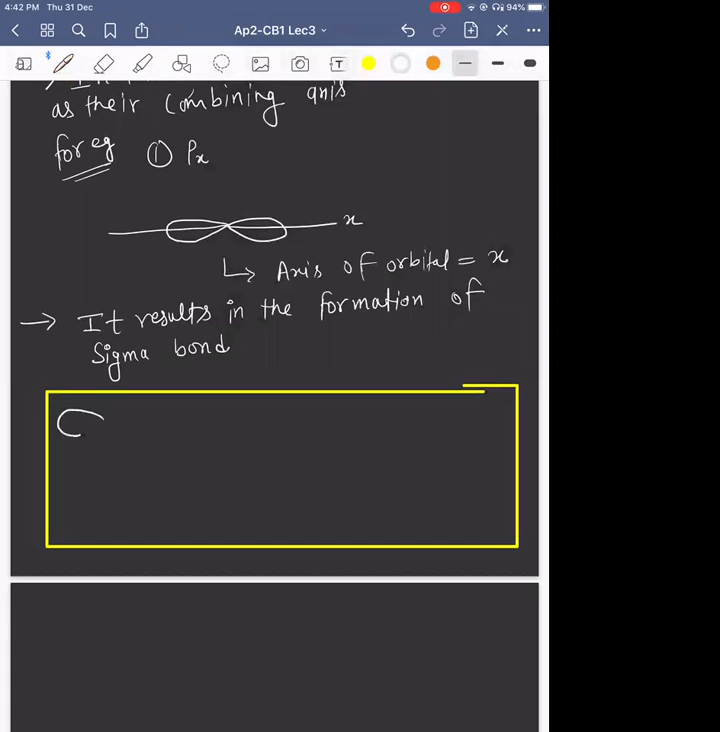 4:42 PM Thu 31 Dec
94%
Ap2-CB1 Lec3
T
as their combining axis
for eg ① Px
x
↳ Axis of orbital = x
→ It results in the formation of
Sigma bond